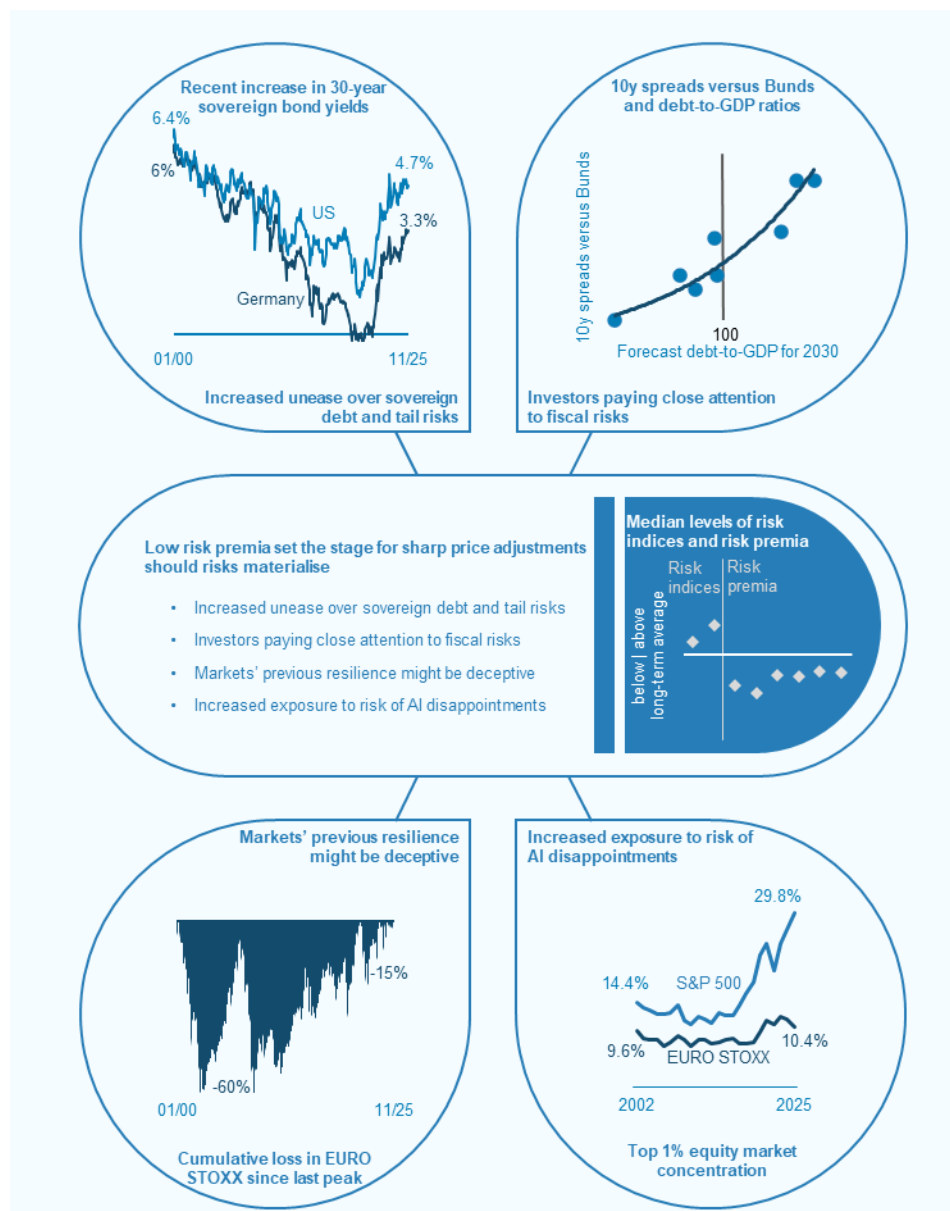 Recent increase in 30-year
sovereign bond yields
6.4%
6%
4.7%
US
3.3%
Germany
01/00
11/25
Increased unease over sovereign
debt and tail risks
10y spreads versus Bunds
and debt-to-GDP ratios
10y spreads versus Bunds
100
Forecast debt-to-GDP for 2030
Investors paying close attention
to fiscal risks
Low risk premia set the stage for sharp price adjustments
should risks materialise
• Increased unease over sovereign debt and tail risks
• Investors paying close attention to fiscal risks
• Markets’ previous resilience might be deceptive
• Increased exposure to risk of AI disappointments
Median levels of risk
indices and risk premia
Risk
indices
Risk
premia
below | above
long-term average
Markets’ previous resilience
might be deceptive
-15%
-60%
01/00
11/25
Cumulative loss in EURO
STOXX since last peak
Increased exposure to risk of
AI disappointments
29.8%
14.4%
S&P 500
9.6%
EURO STOXX
10.4%
2002
2025
Top 1% equity market
concentration